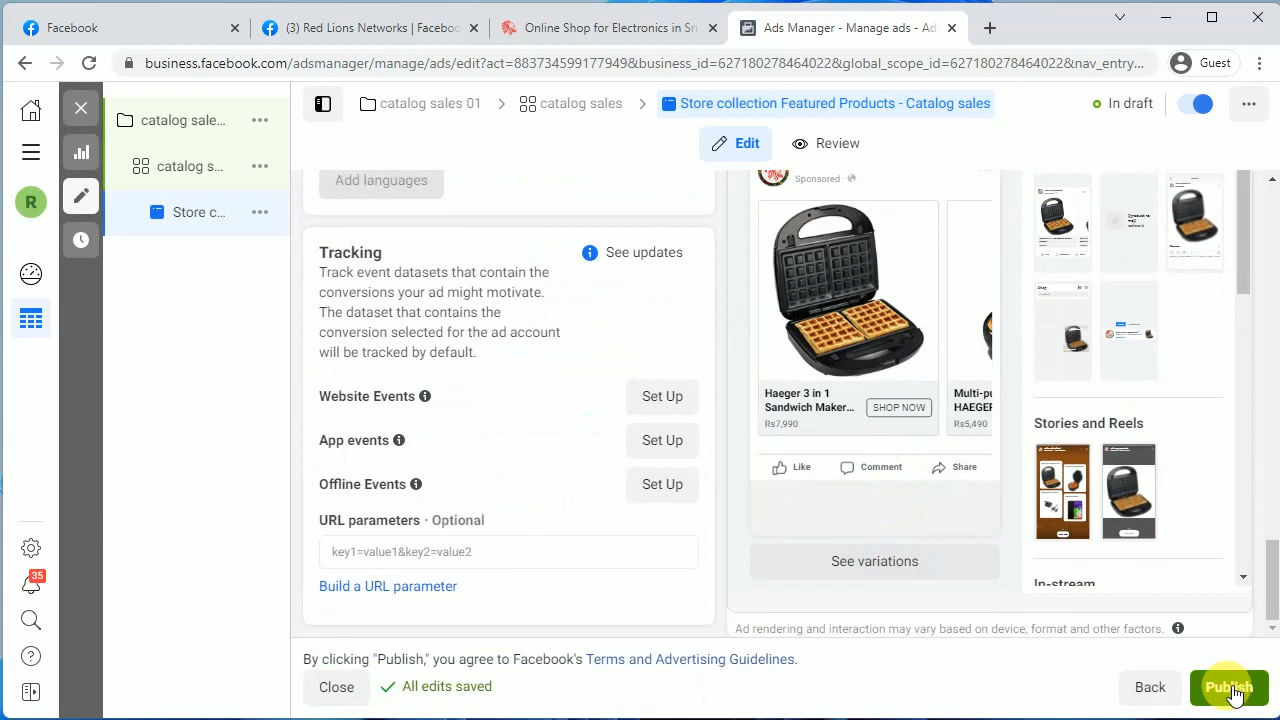 Facebook
(3) Red Lions Networks | Faceboo
Online Shop for Electronics in Sri
Ads Manager - Manage ads - Ad
business.facebook.com/adsmanager/manage/ads/edit?act=883734599177949&business_id=627180278464022&global_scope_id=627180278464022&nav_entry...
Guest
catalog sales 01
catalog sales
Store collection Featured Products - Catalog sales
In draft
Edit
Review
catalog sale...
catalog s...
Store c...
R
35
Add languages
Tracking
See updates
Track event datasets that contain the
conversions your ad might motivate.
The dataset that contains the
conversion selected for the ad account
will be tracked by default.
Website Events
Set Up
App events
Set Up
Offline Events
Set Up
URL parameters · Optional
key1=value1&key2=value2
Build a URL parameter
Sponsored ·
Haeger 3 in 1
Sandwich Maker...
Rs7,990
SHOP NOW
Multi-pu
HAEGER
Rs5,490
Like
Comment
Share
See variations
Stories and Reels
In-stream
Ad rendering and interaction may vary based on device, format and other factors.
By clicking "Publish," you agree to Facebook's Terms and Advertising Guidelines.
Close
All edits saved
Back
Publish